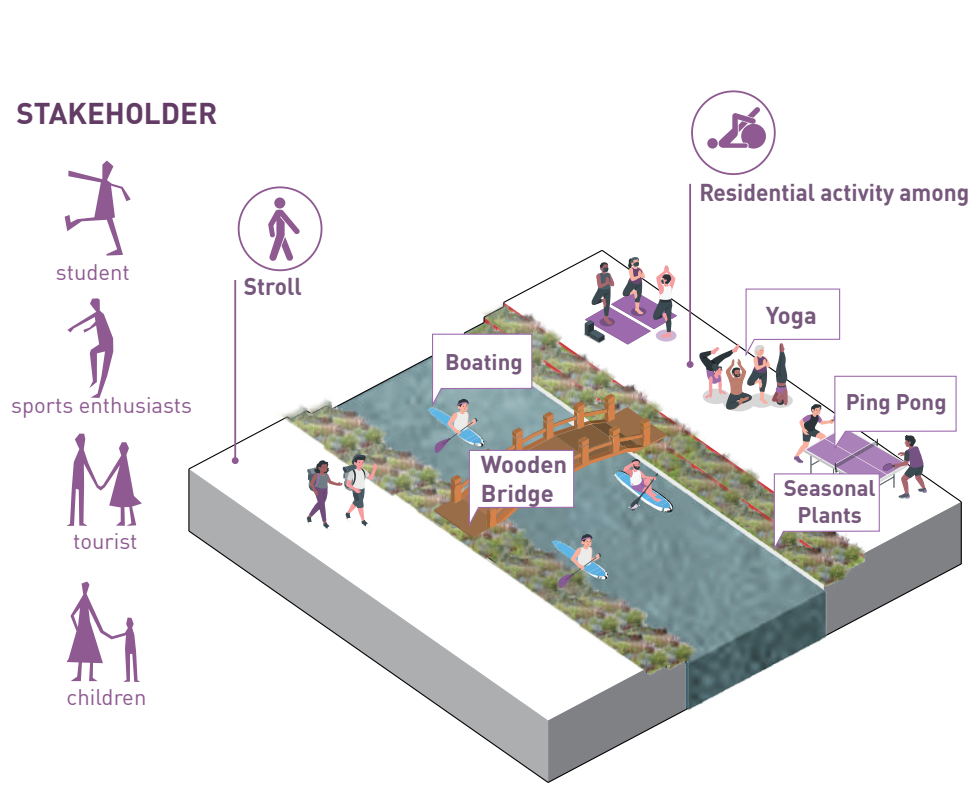 STAKEHOLDER
student
sports enthusiasts
tourist
children
Stroll
Residential activity among
Boating
Yoga
Ping Pong
Wooden
Bridge
Seasonal
Plants